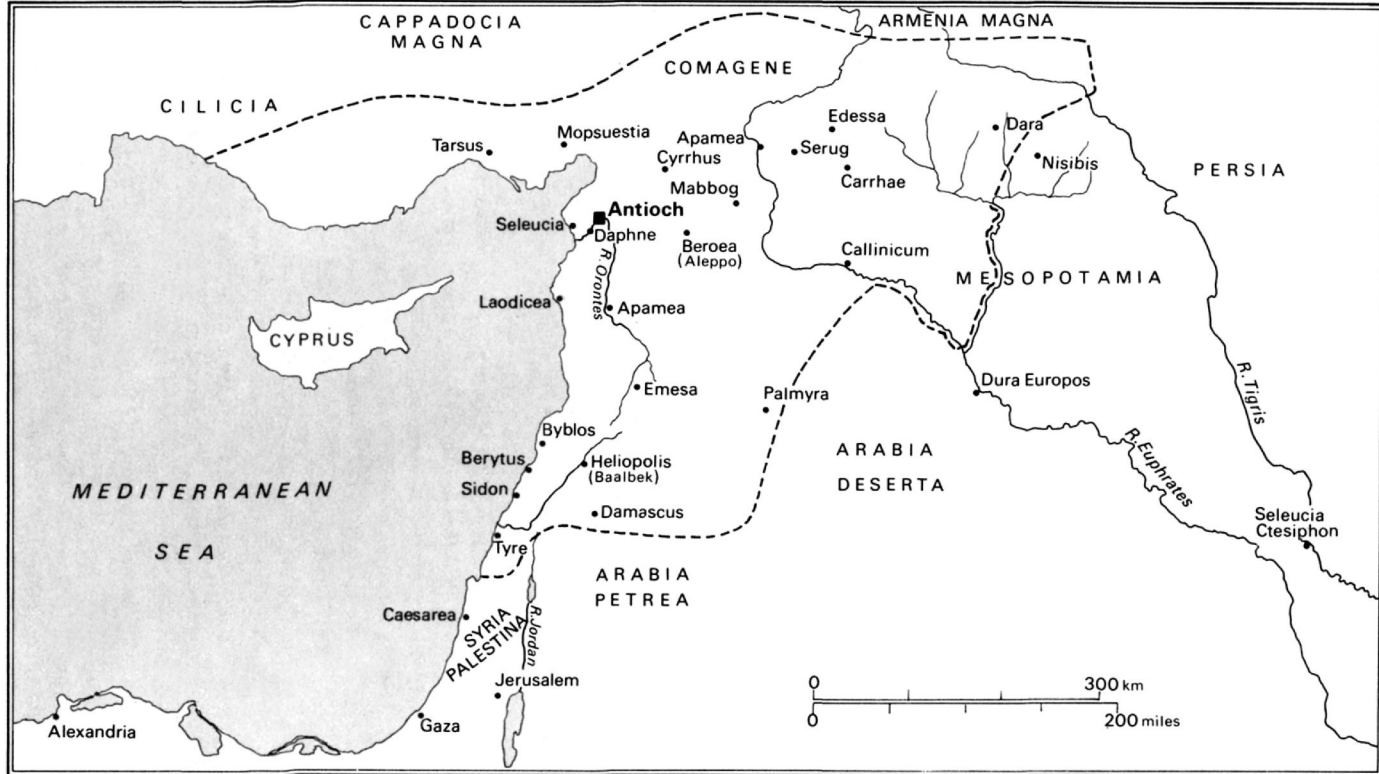 CAPPADOCIA
MAGNA
ARMENIA MAGNA
COMAGENE
CILICIA
Tarsus
Mopsuestia
Cyrrhus
Apamea
Serug
Edessa
Carrhae
Dara
Nisibis
PERSIA
Mabbog
Antioch
Seleucia
Daphne
Beroea
(Aleppo)
R. Orontes
Callinicum
MESOPOTAMIA
Laodicea
Apamea
CYPRUS
Emesa
Palmyra
Dura Europos
R. Tigris
Byblos
Berytus
Heliopolis
(Baalbek)
Sidon
ARABIA
DESERTA
R. Euphrates
MEDITERRANEAN
SEA
Damascus
Tyre
Seleucia
Ctesiphon
ARABIA
PETREA
Caesarea
SYRIA
PALESTINA
R. Jordan
Jerusalem
Gaza
Alexandria
0 300 km
0 200 miles